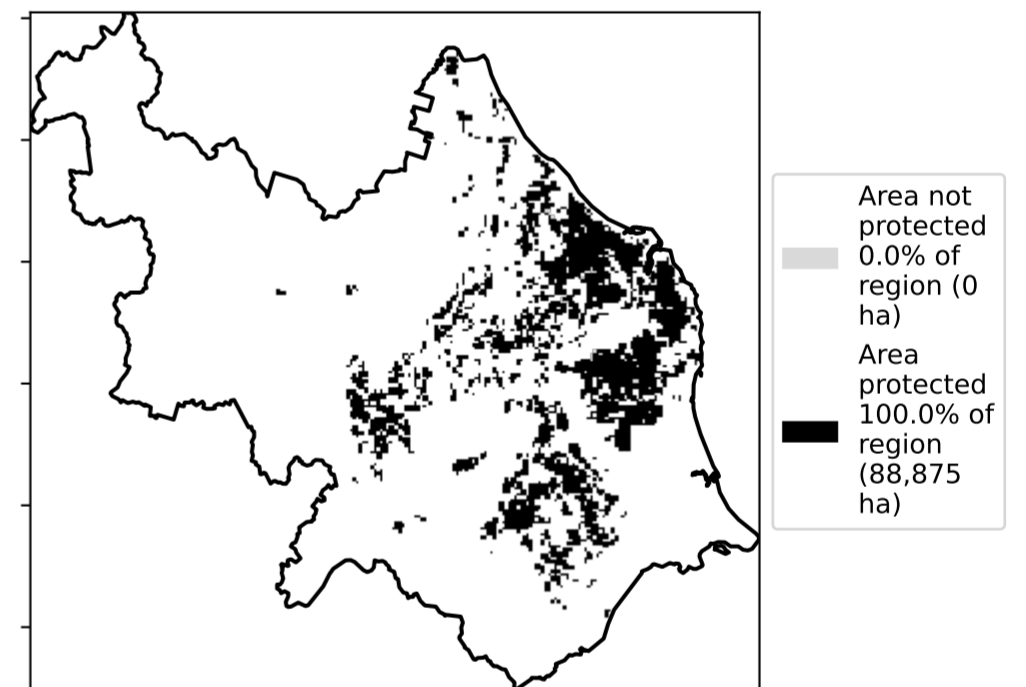 Area not
protected
0.0% of
region (0
ha)
Area
protected
100.0% of
region
(88,875
ha)